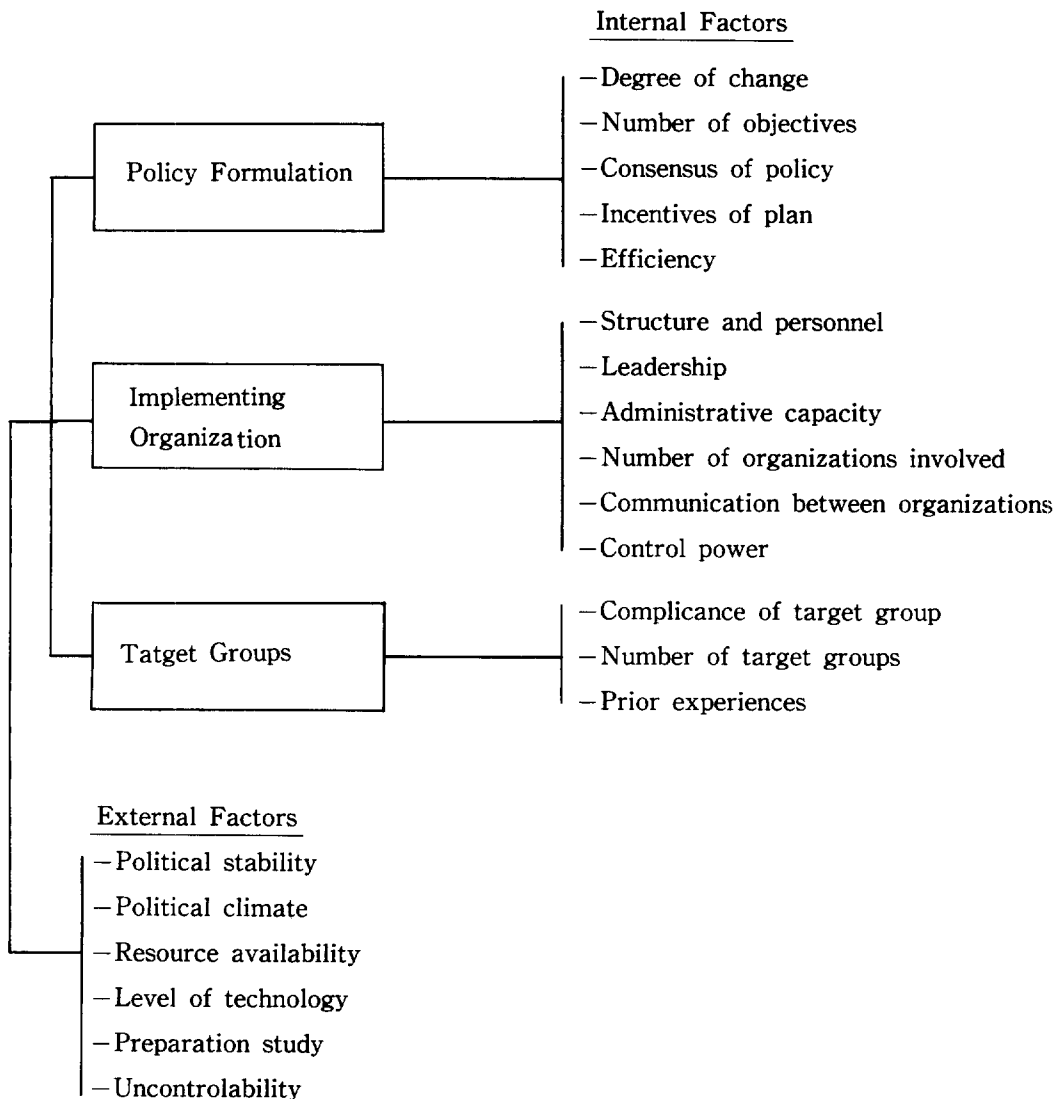 Internal Factors
Policy Formulation
—Degree of change
—Number of objectives
—Consensus of policy
—Incentives of plan
—Efficiency
Implementing
Organization
—Structure and personnel
—Leadership
—Administrative capacity
—Number of organizations involved
—Communication between organizations
—Control power
Tatget Groups
—Complicance of target group
—Number of target groups
—Prior experiences
External Factors
—Political stability
—Political climate
—Resource availability
—Level of technology
—Preparation study
—Uncontrolability